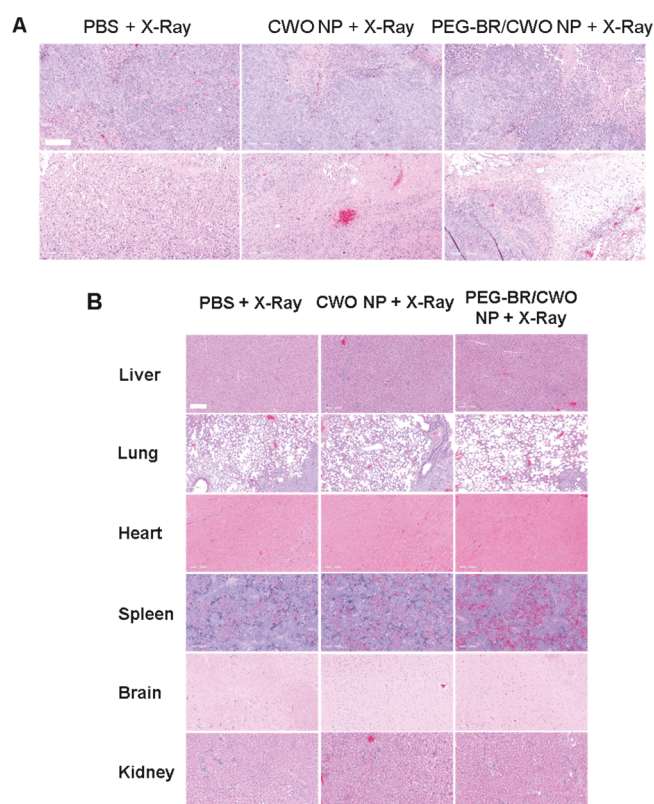 A
PBS + X-Ray
CWO NP + X-Ray
PEG-BR/CWO NP + X-Ray
B
PBS + X-Ray
CWO NP + X-Ray
PEG-BR/CWO
NP + X-Ray
Liver
Lung
Heart
Spleen
Brain
Kidney